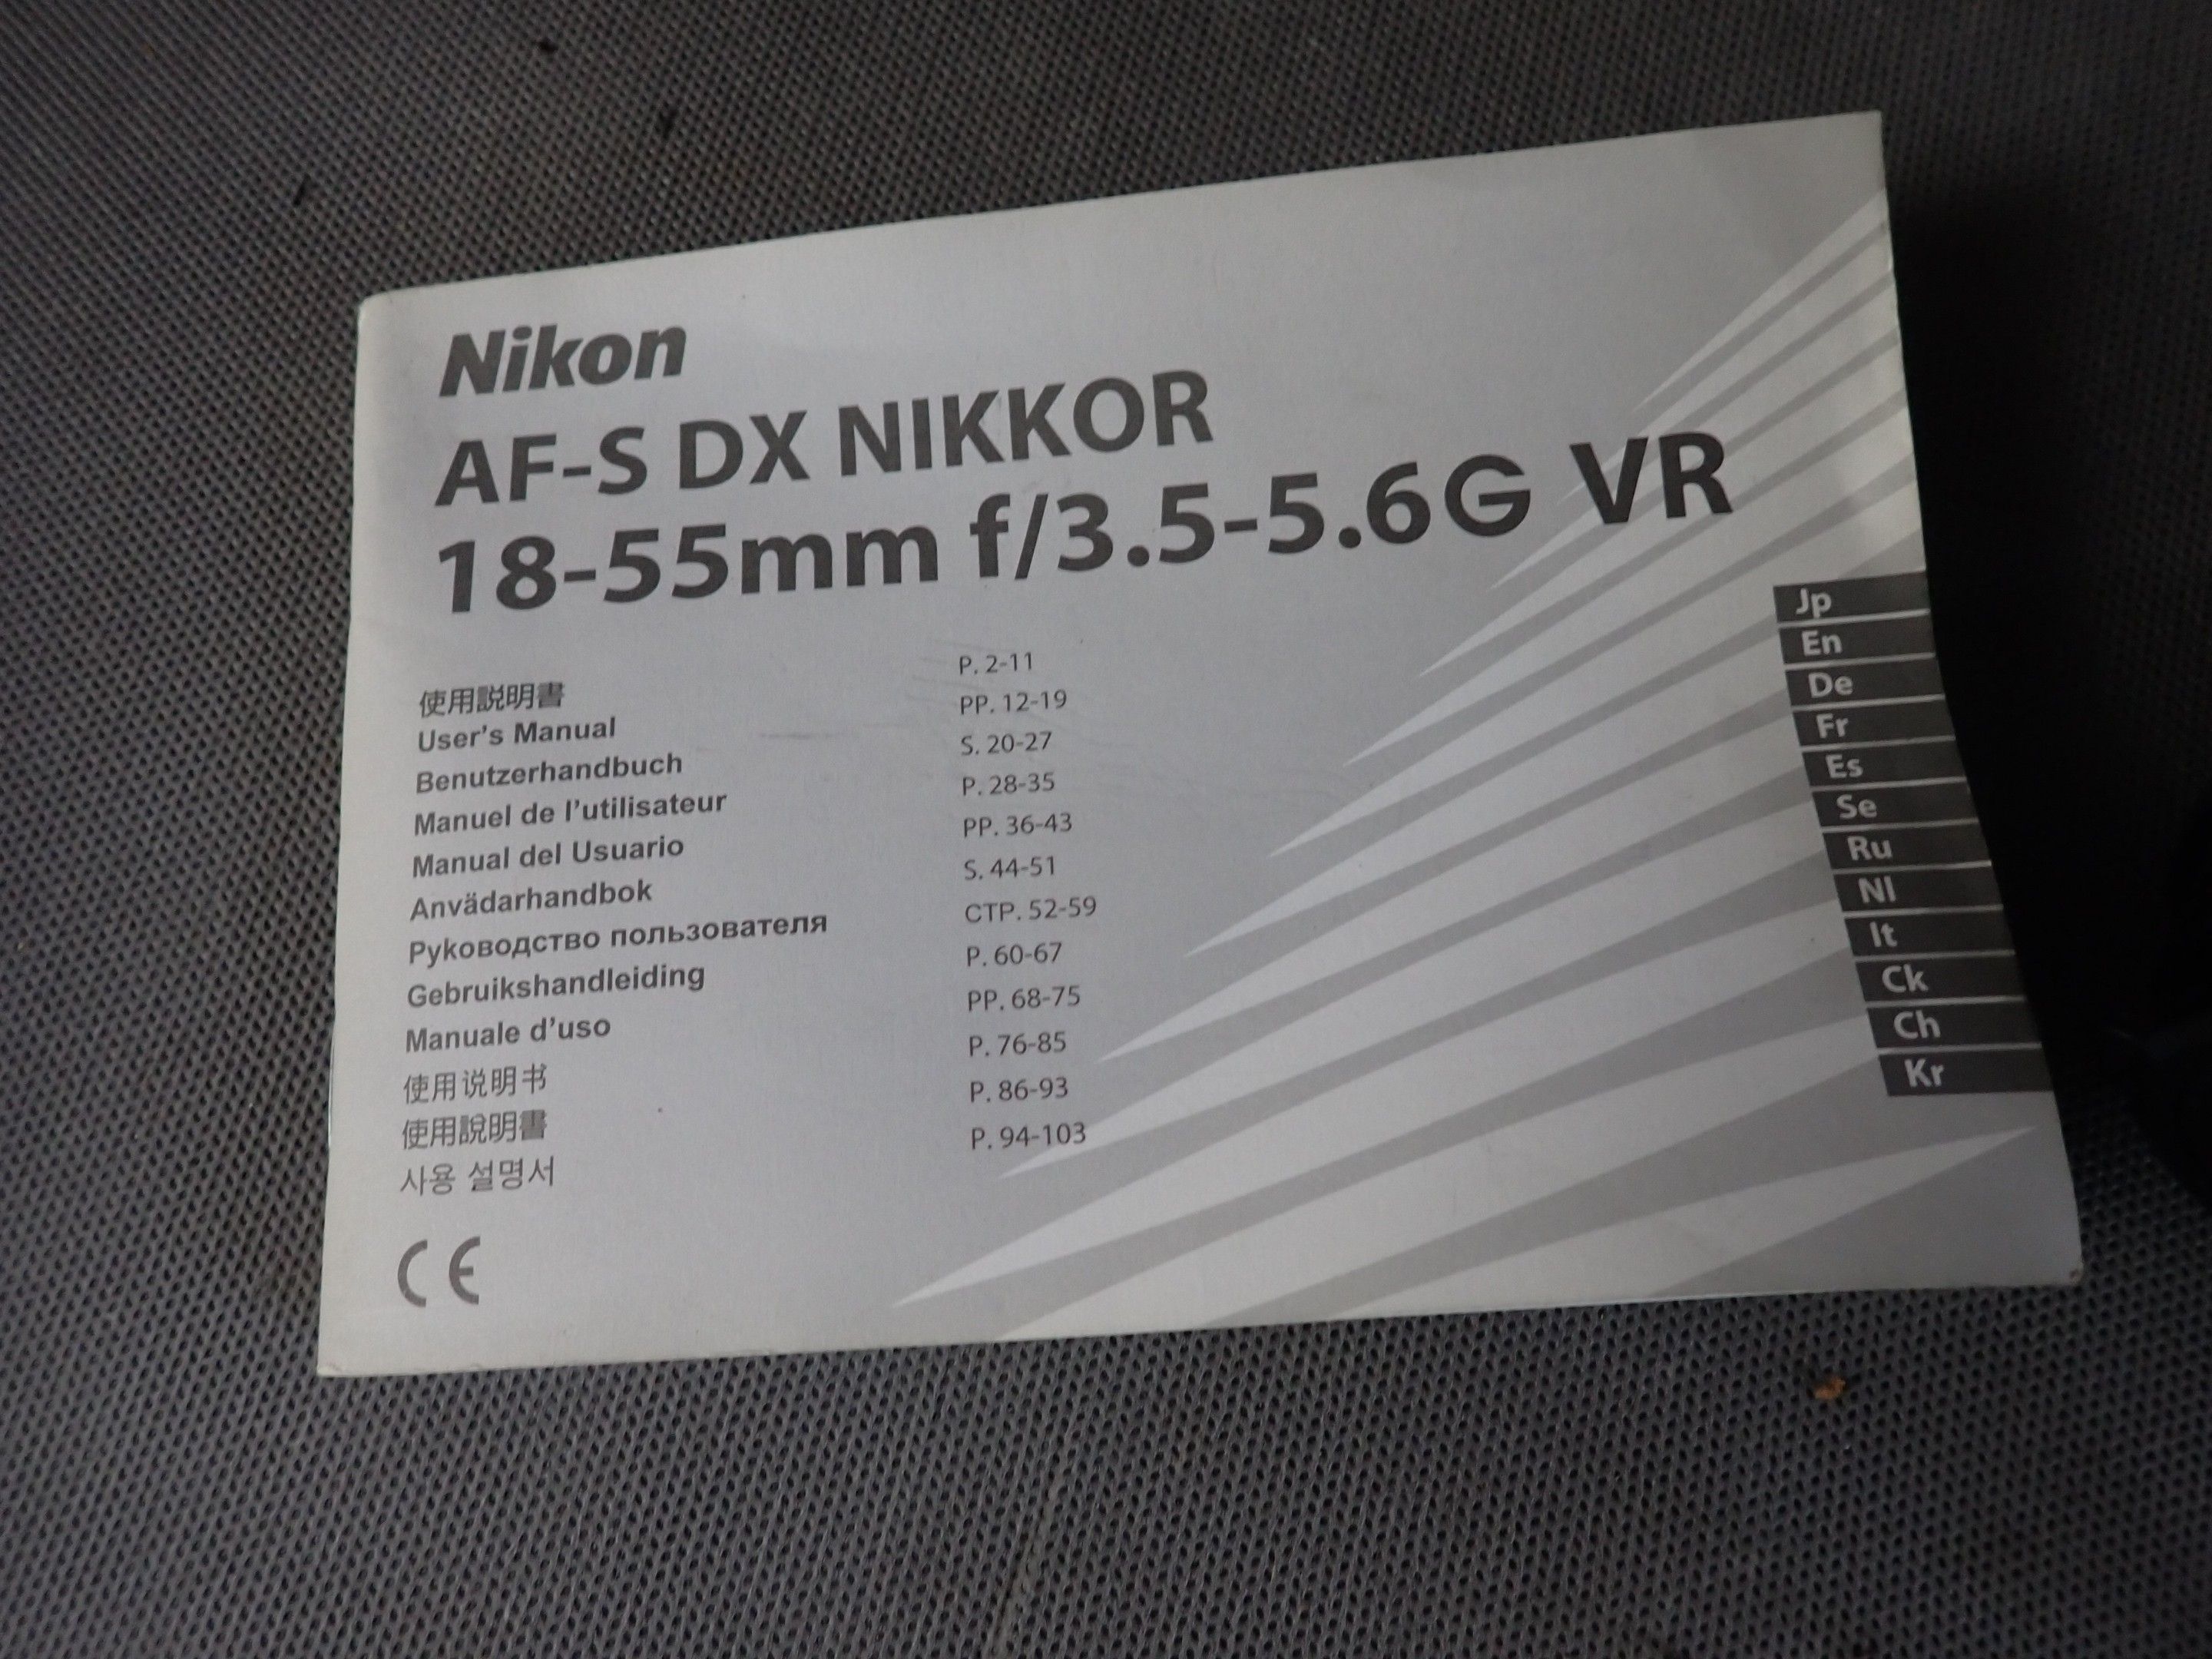 Nikon
AF-S DX NIKKOR
18-55mm f/3.5-5.6G VR
使用説明書 P. 2-11
User's Manual PP. 12-19
Benutzerhandbuch S. 20-27
Manuel de l'utilisateur P. 28-35
Manual del Usuario PP. 36-43
Anvädarhandbok S. 44-51
Руководство пользователя СТР. 52-59
Gebruikshandleiding P. 60-67
Manuale d'uso PP. 68-75
使用说明书 P. 76-85
使用說明書 P. 86-93
사용 설명서 P. 94-103
CE
Jp
En
De
Fr
Es
Se
Ru
Nl
It
Ck
Ch
Kr